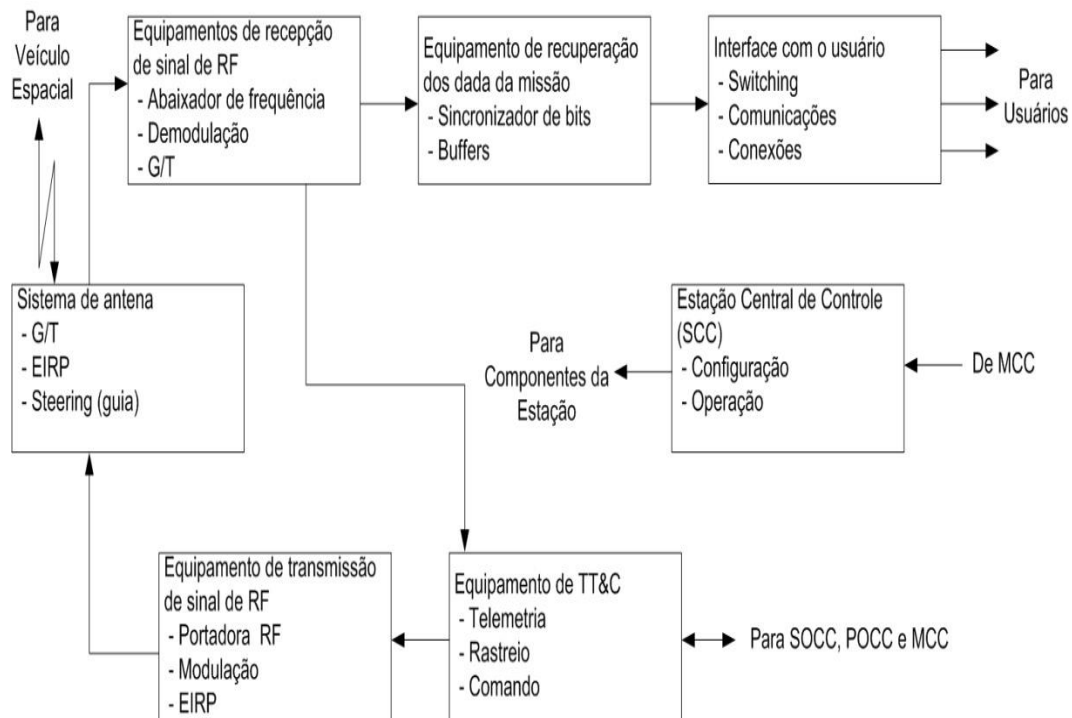 Para
Veículo
Espacial
Equipamentos de recepção
de sinal de RF
- Abaixador de frequência
- Demodulação
- G/T
Equipamento de recuperação
dos dada da missão
- Sincronizador de bits
- Buffers
Interface com o usuário
- Switching
- Comunicações
- Conexões
Para
Usuários
Sistema de antena
- G/T
- EIRP
- Steering (guia)
Para
Componentes da
Estação
Estação Central de Controle
(SCC)
- Configuração
- Operação
De MCC
Equipamento de transmissão
de sinal de RF
- Portadora RF
- Modulação
- EIRP
Equipamento de TT&C
- Telemetria
- Rastreio
- Comando
Para SOCC, POCC e MCC